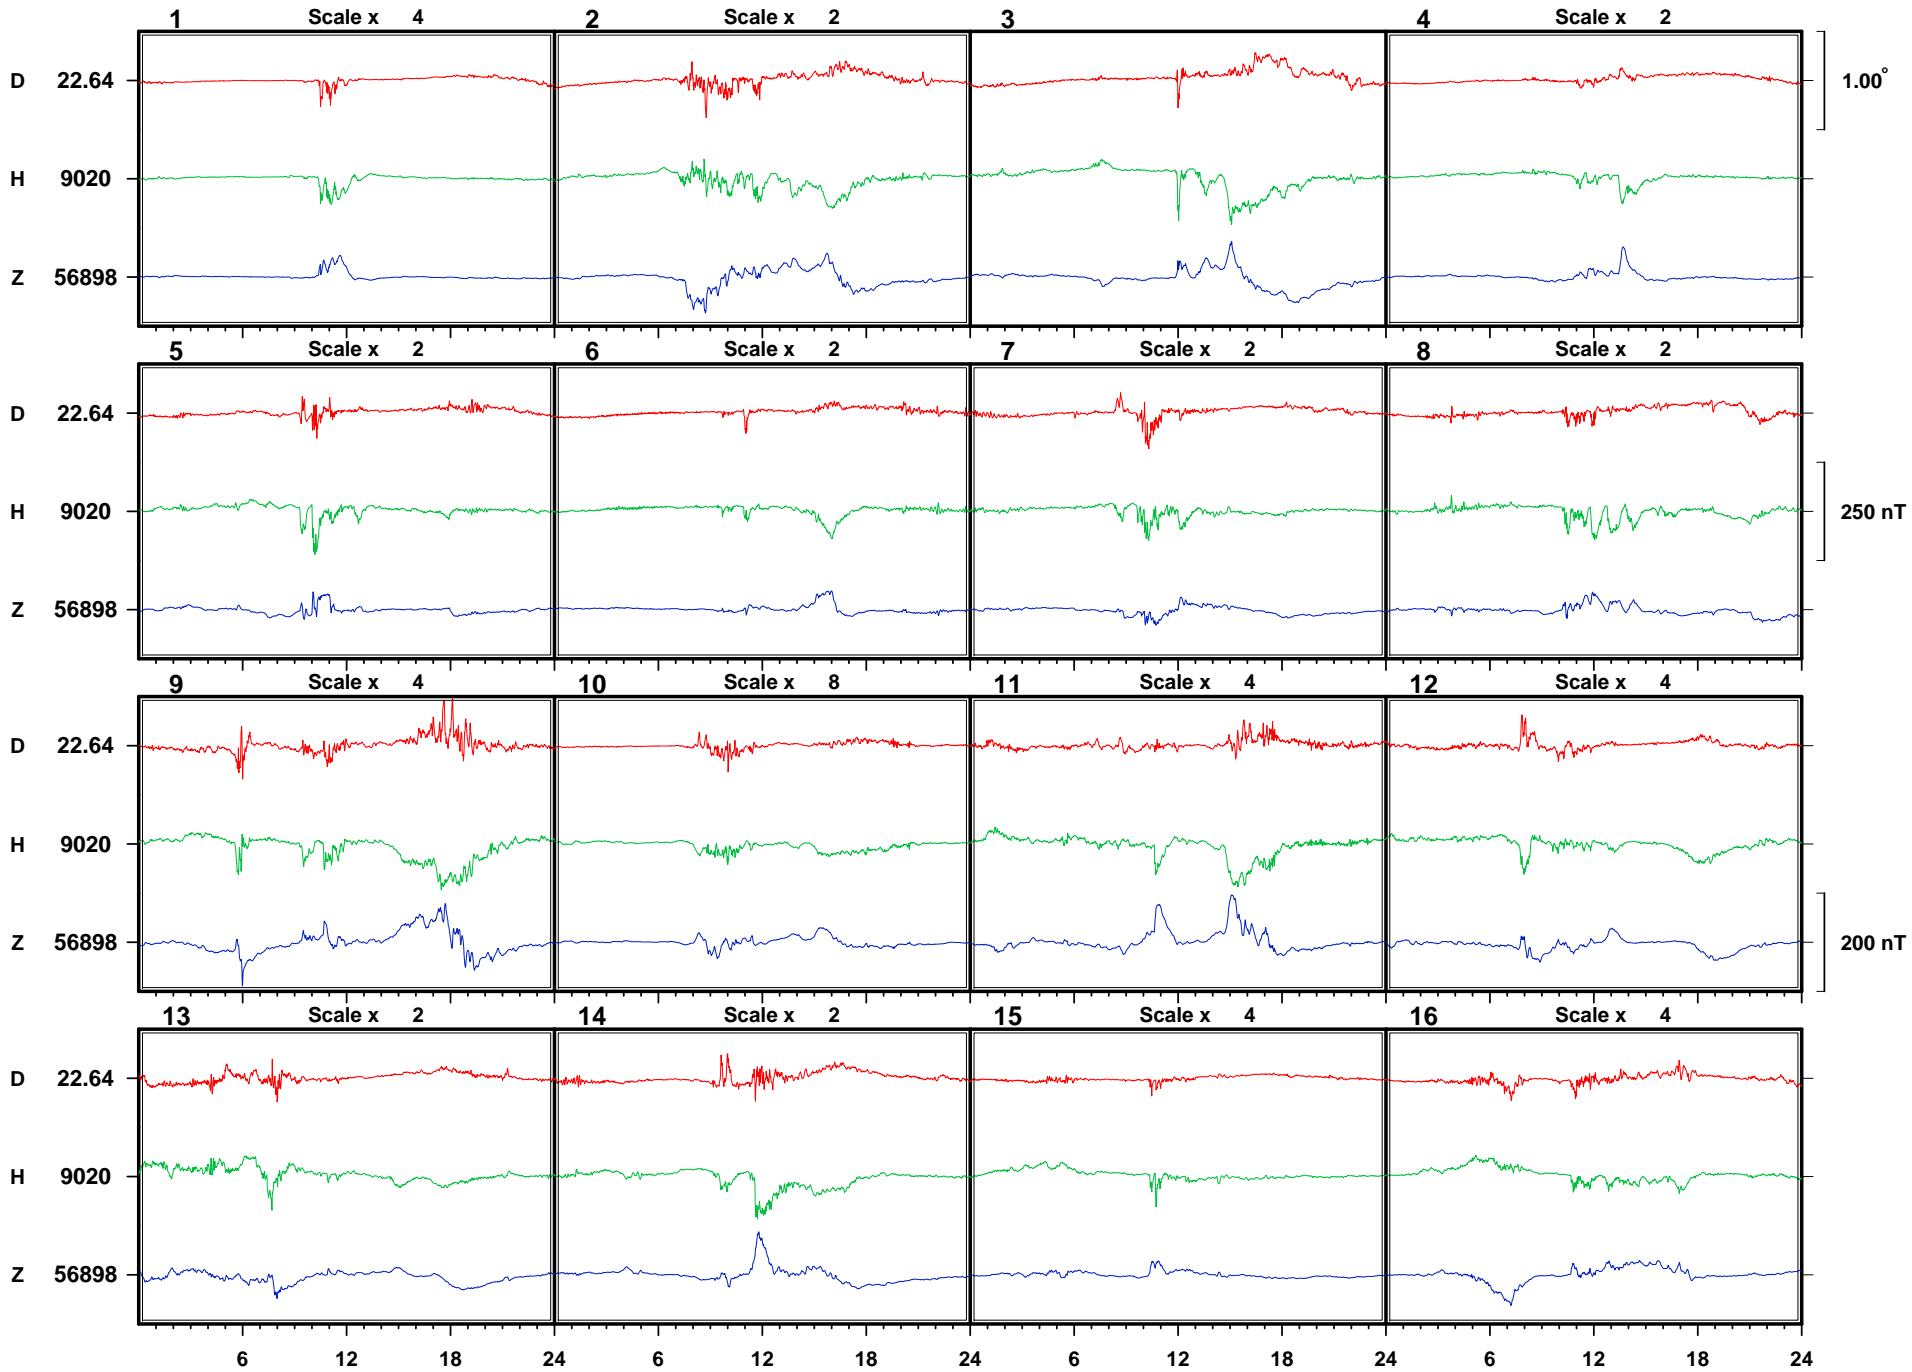 1 Scale x 4 2 Scale x 2 3 4 Scale x 2
D 22.64 1.00°
H 9020
Z 56898
5 Scale x 2 6 Scale x 2 7 Scale x 2 8 Scale x 2
D 22.64
H 9020 250 nT
Z 56898
9 Scale x 4 10 Scale x 8 11 Scale x 4 12 Scale x 4
D 22.64
H 9020
Z 56898 200 nT
13 Scale x 2 14 Scale x 2 15 Scale x 4 16 Scale x 4
D 22.64
H 9020
Z 56898
6 12 18 24 6 12 18 24 6 12 18 24 6 12 18 24